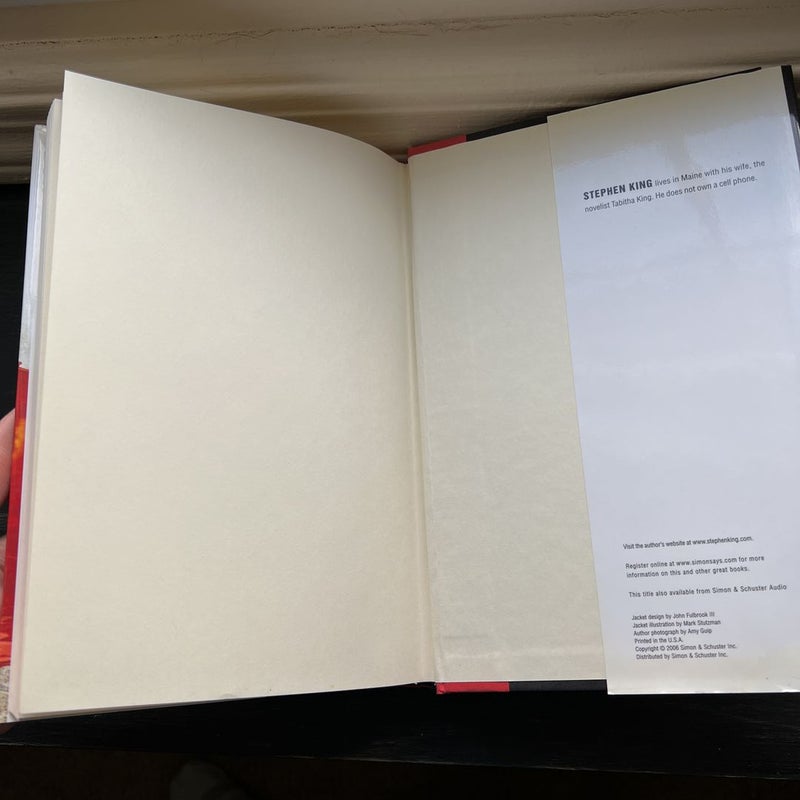 STEPHEN KING lives in Maine with his wife, the
novelist Tabitha King. He does not own a cell phone.
Visit the author's website at www.stephenking.com.
Register online at www.simonsays.com for more
information on this and other great books.
This title also available from Simon & Schuster Audio
Jacket design by John Fulbrook III
Jacket illustration by Mark Stutzman
Author photograph by Amy Guip
Printed in the U.S.A.
Copyright © 2006 Simon & Schuster Inc.
Distributed by Simon & Schuster Inc.